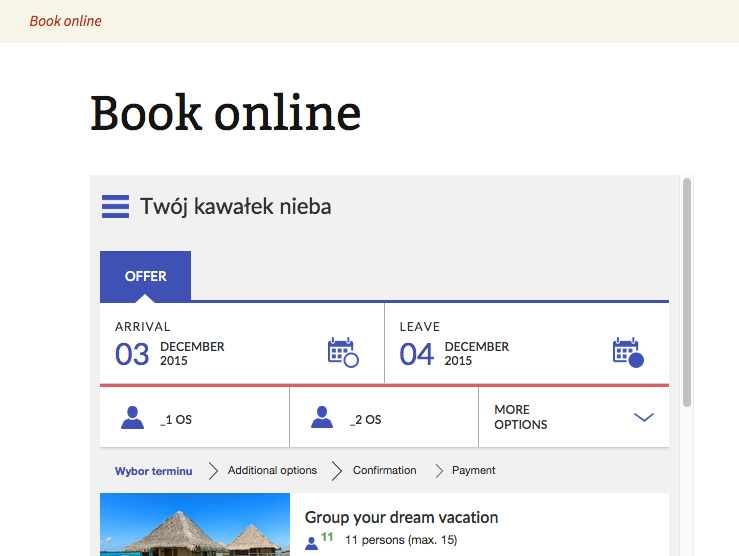 Book online
Book online
Twój kawałek nieba
OFFER
ARRIVAL
03 DECEMBER 2015
LEAVE
04 DECEMBER 2015
_1 OS
_2 OS
MORE OPTIONS
Wybor terminu
Additional options
Confirmation
Payment
Group your dream vacation
11 11 persons (max. 15)